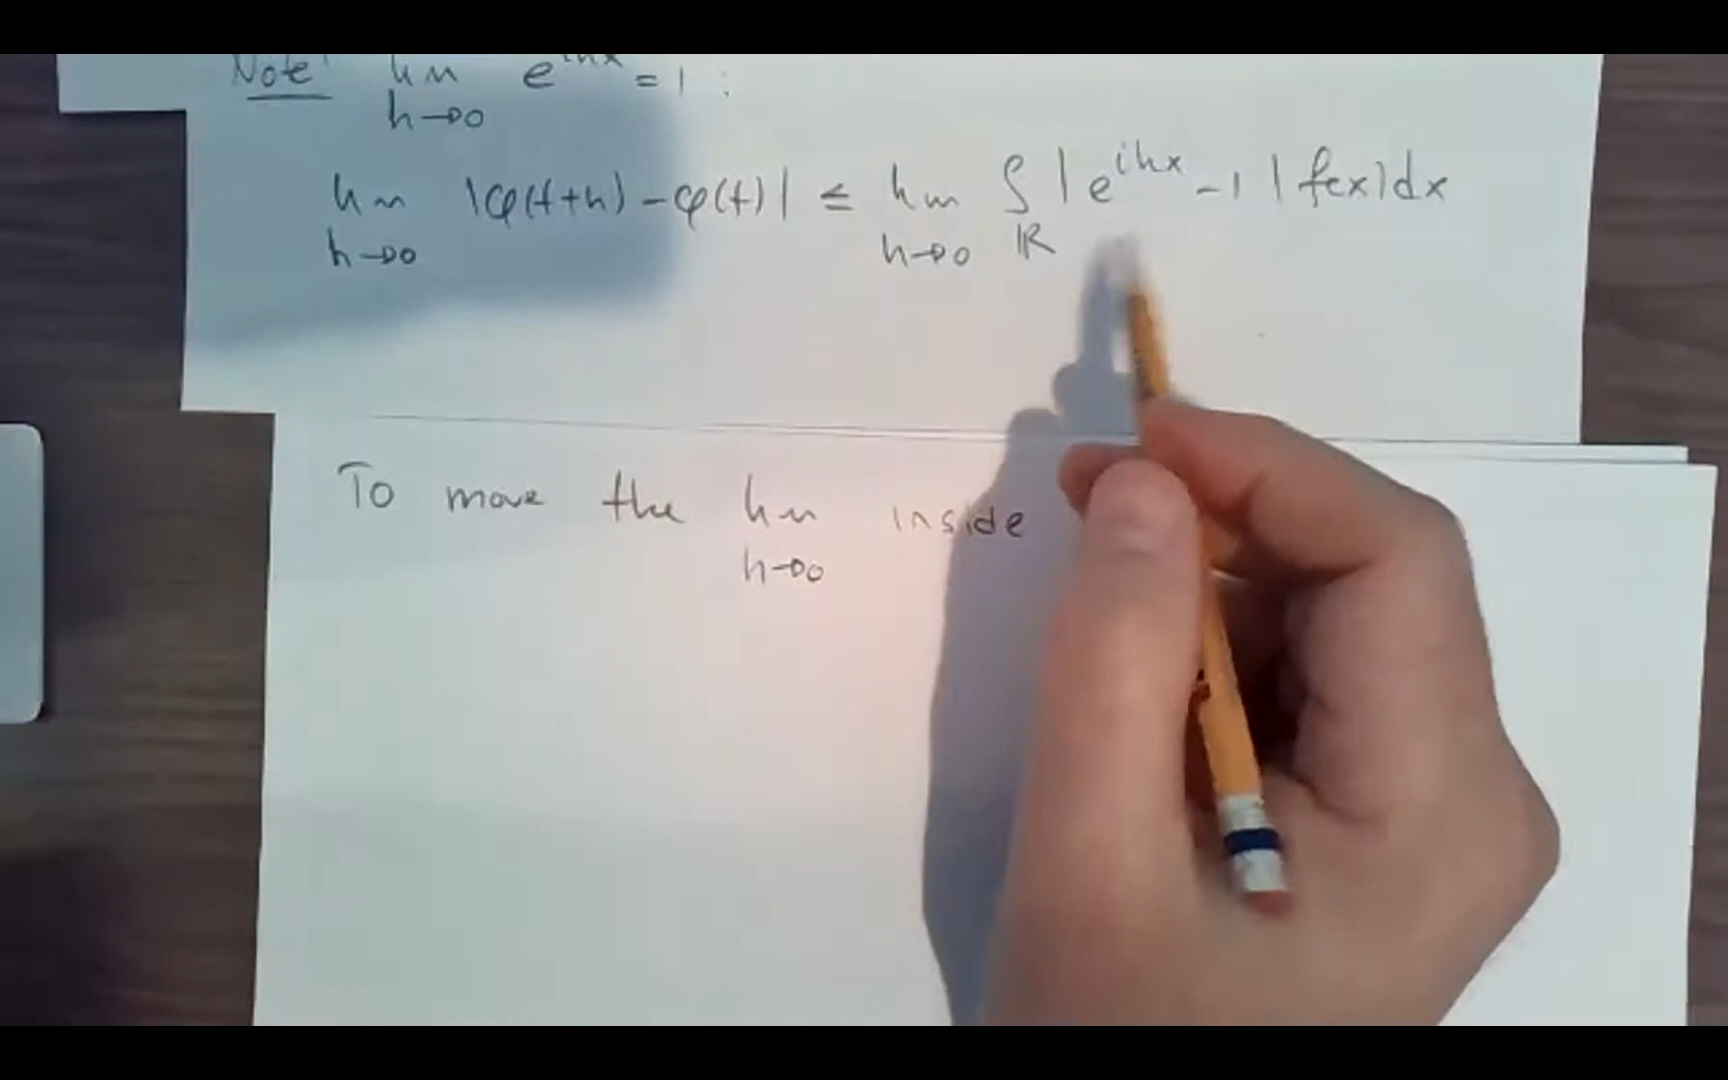 Note! lim e^{ihx} = 1 :
h→0
lim |φ(t+h) - φ(t)| ≤ lim ∫ | e^{ihx} - 1 | f(x) dx
h→0 h→0 ℝ
To move the lim inside
h→0